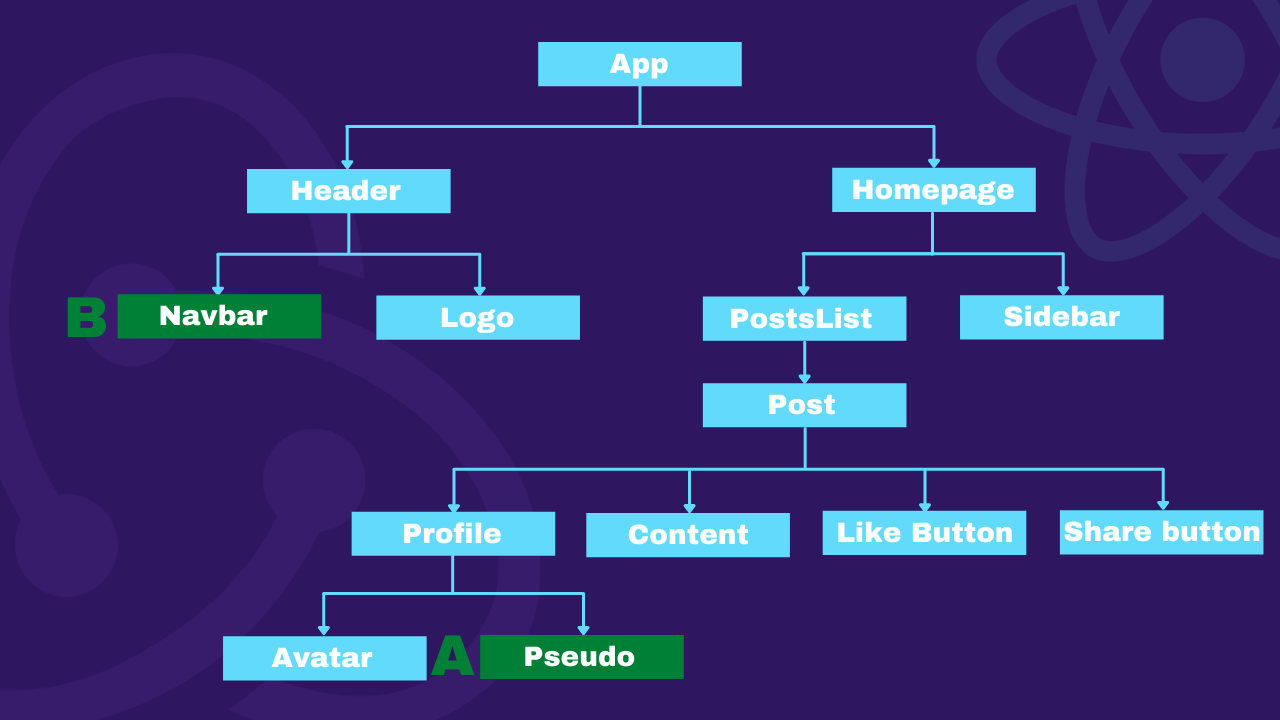 App
Header
Homepage
B
Navbar
Logo
PostsList
Sidebar
Post
Profile
Content
Like Button
Share button
Avatar
A
Pseudo